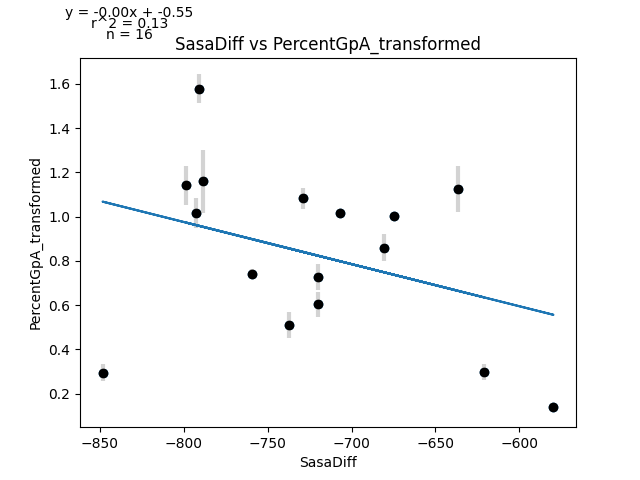 y = -0.00x + -0.55
r^2 = 0.13
n = 16
SasaDiff vs PercentGpA_transformed
1.6
1.4
1.2
1.0
0.8
0.6
0.4
0.2
PercentGpA_transformed
−850
−800
−750
−700
−650
−600
SasaDiff